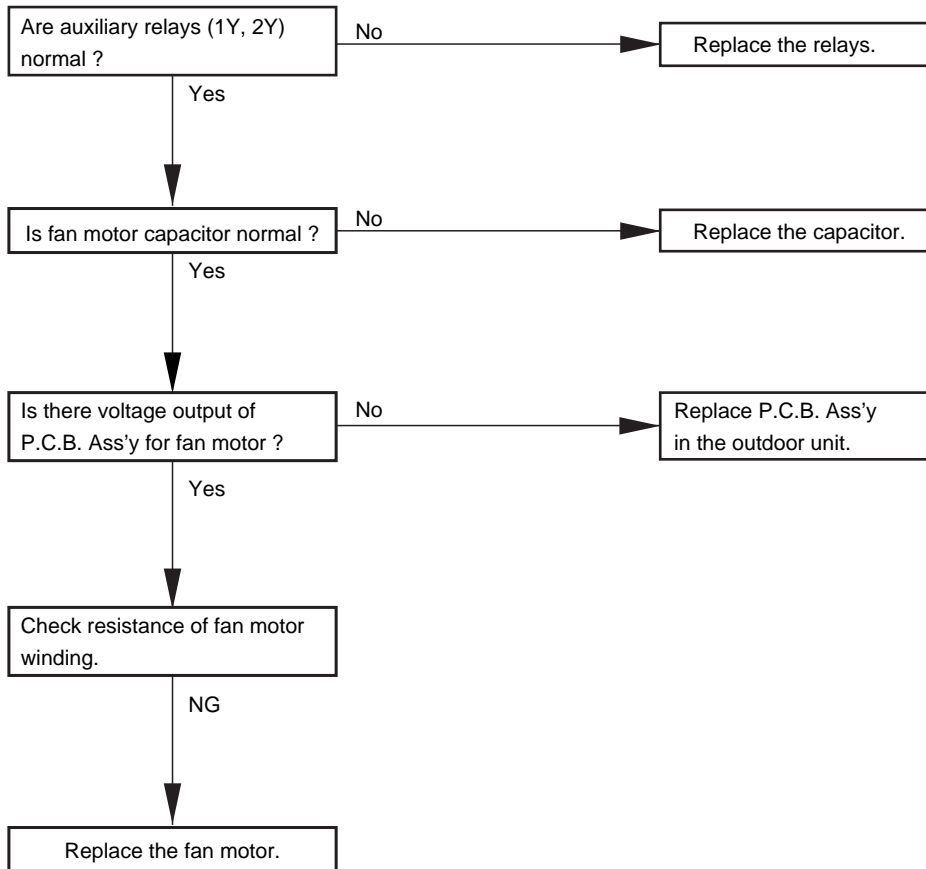 Are auxiliary relays (1Y, 2Y)
normal ?
No
Replace the relays.
Yes
Is fan motor capacitor normal ?
No
Replace the capacitor.
Yes
Is there voltage output of
P.C.B. Ass'y for fan motor ?
No
Replace P.C.B. Ass'y
in the outdoor unit.
Yes
Check resistance of fan motor
winding.
NG
Replace the fan motor.